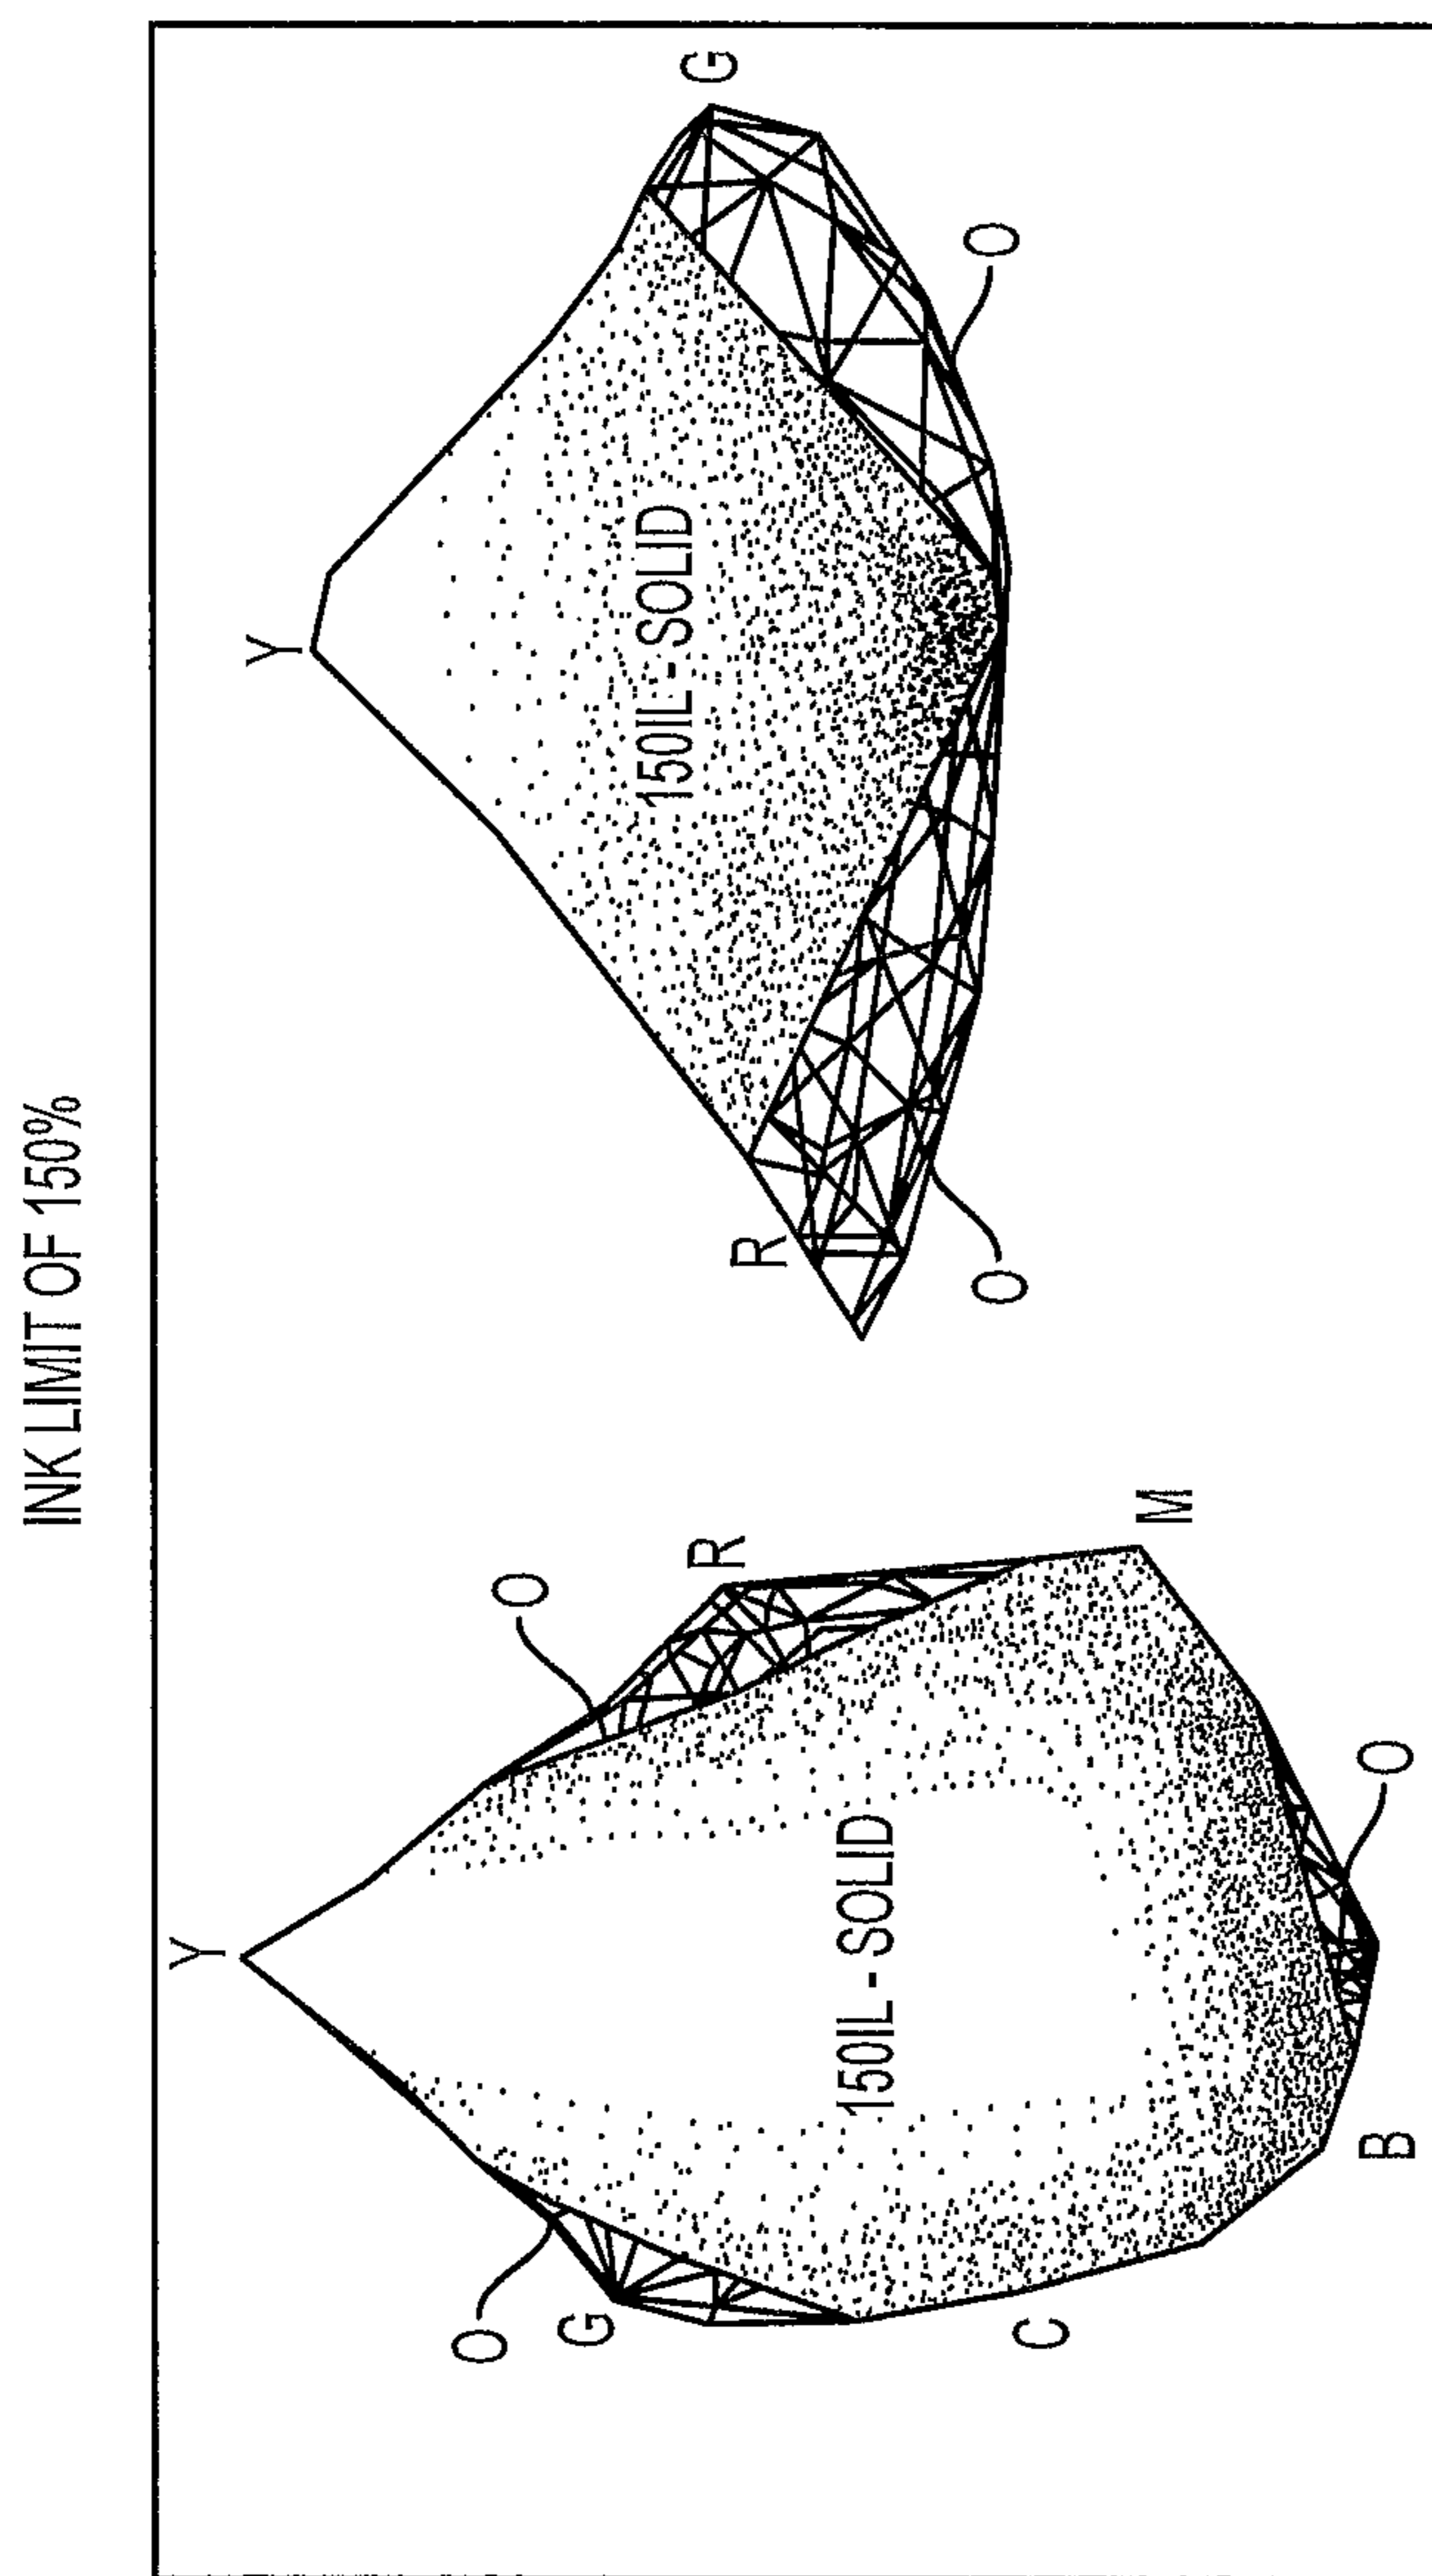 INK LIMIT OF 150%
Y
O
O
G
R
150IL - SOLID
C
M
B
O
Y
G
150IL - SOLID
R
O
O